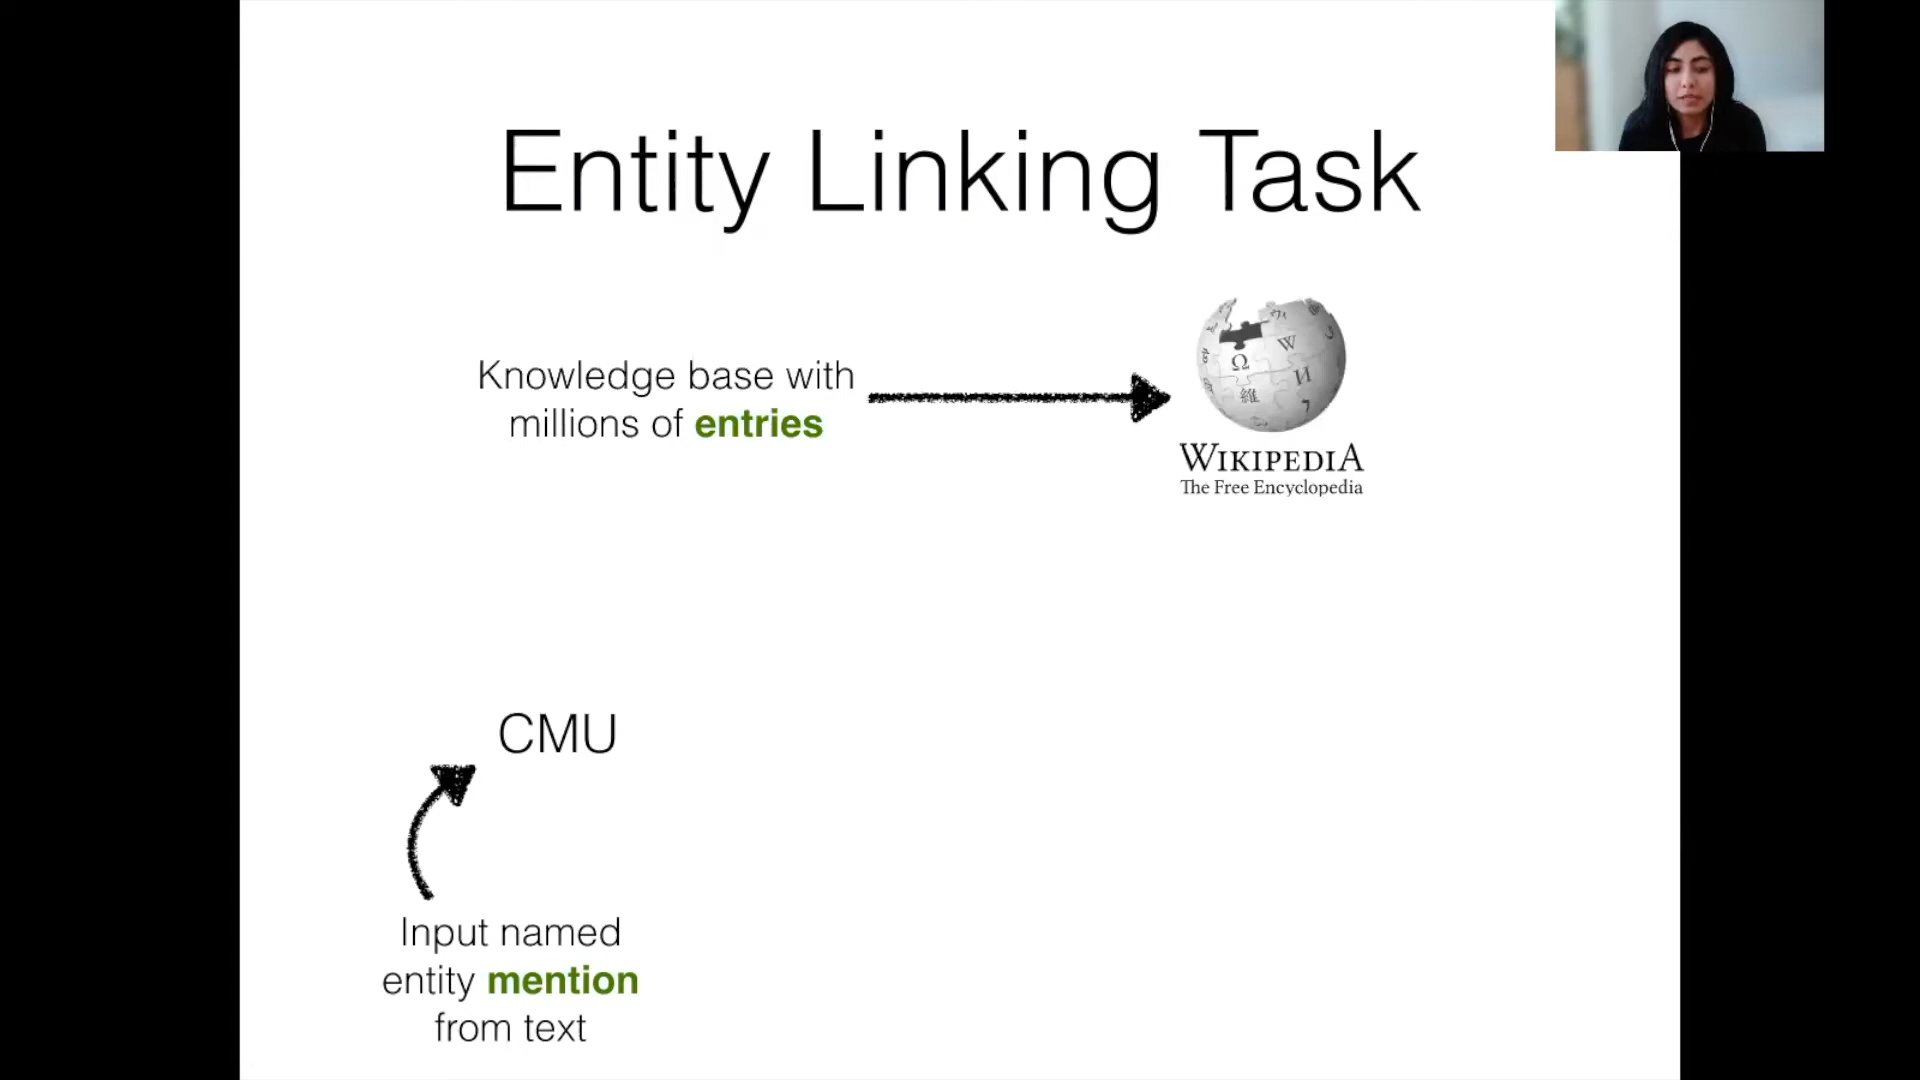 Entity Linking Task
Knowledge base with
millions of entries
WIKIPEDIA
The Free Encyclopedia
CMU
Input named
entity mention
from text